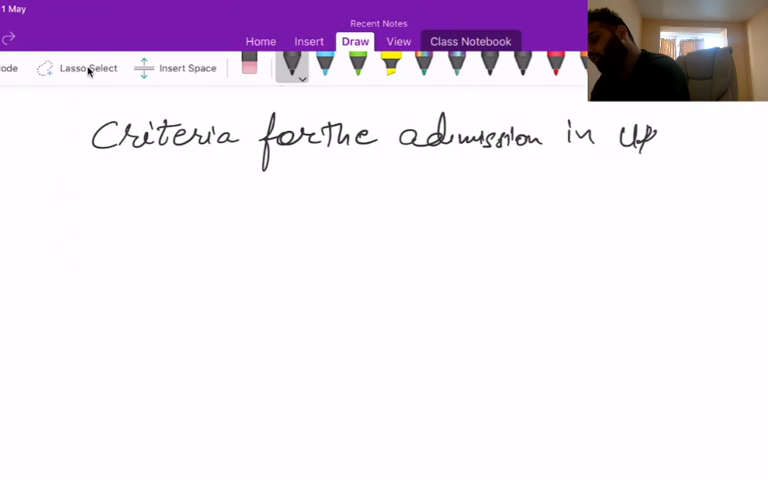 1 May
Recent Notes
Home Insert Draw View Class Notebook
ode Lasso Select Insert Space
Criteria for the admission in